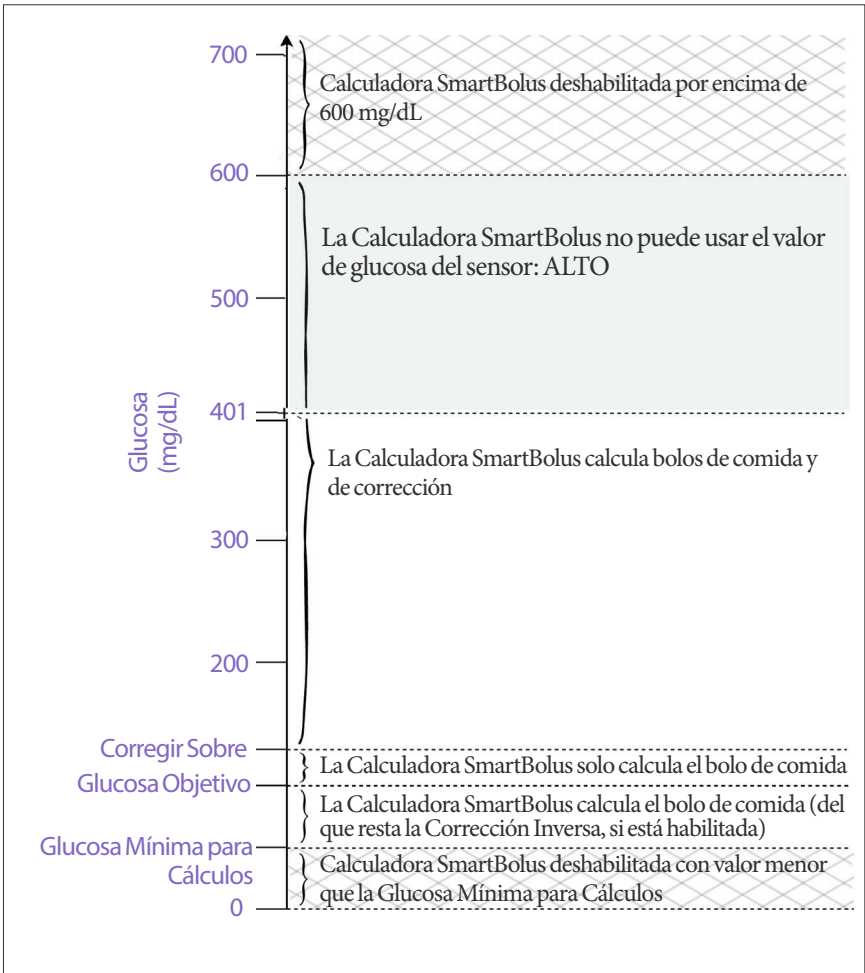 700
Calculadora SmartBolus deshabilitada por encima de
600 mg/dL
600
La Calculadora SmartBolus no puede usar el valor
de glucosa del sensor: ALTO
500
Glucosa
(mg/dL)
401
La Calculadora SmartBolus calcula bolos de comida y
de corrección
300
200
Corregir Sobre
La Calculadora SmartBolus solo calcula el bolo de comida
Glucosa Objetivo
La Calculadora SmartBolus calcula el bolo de comida (del
que resta la Corrección Inversa, si está habilitada)
Glucosa Mínima para
Cálculos
Calculadora SmartBolus deshabilitada con valor menor
que la Glucosa Mínima para Cálculos
0